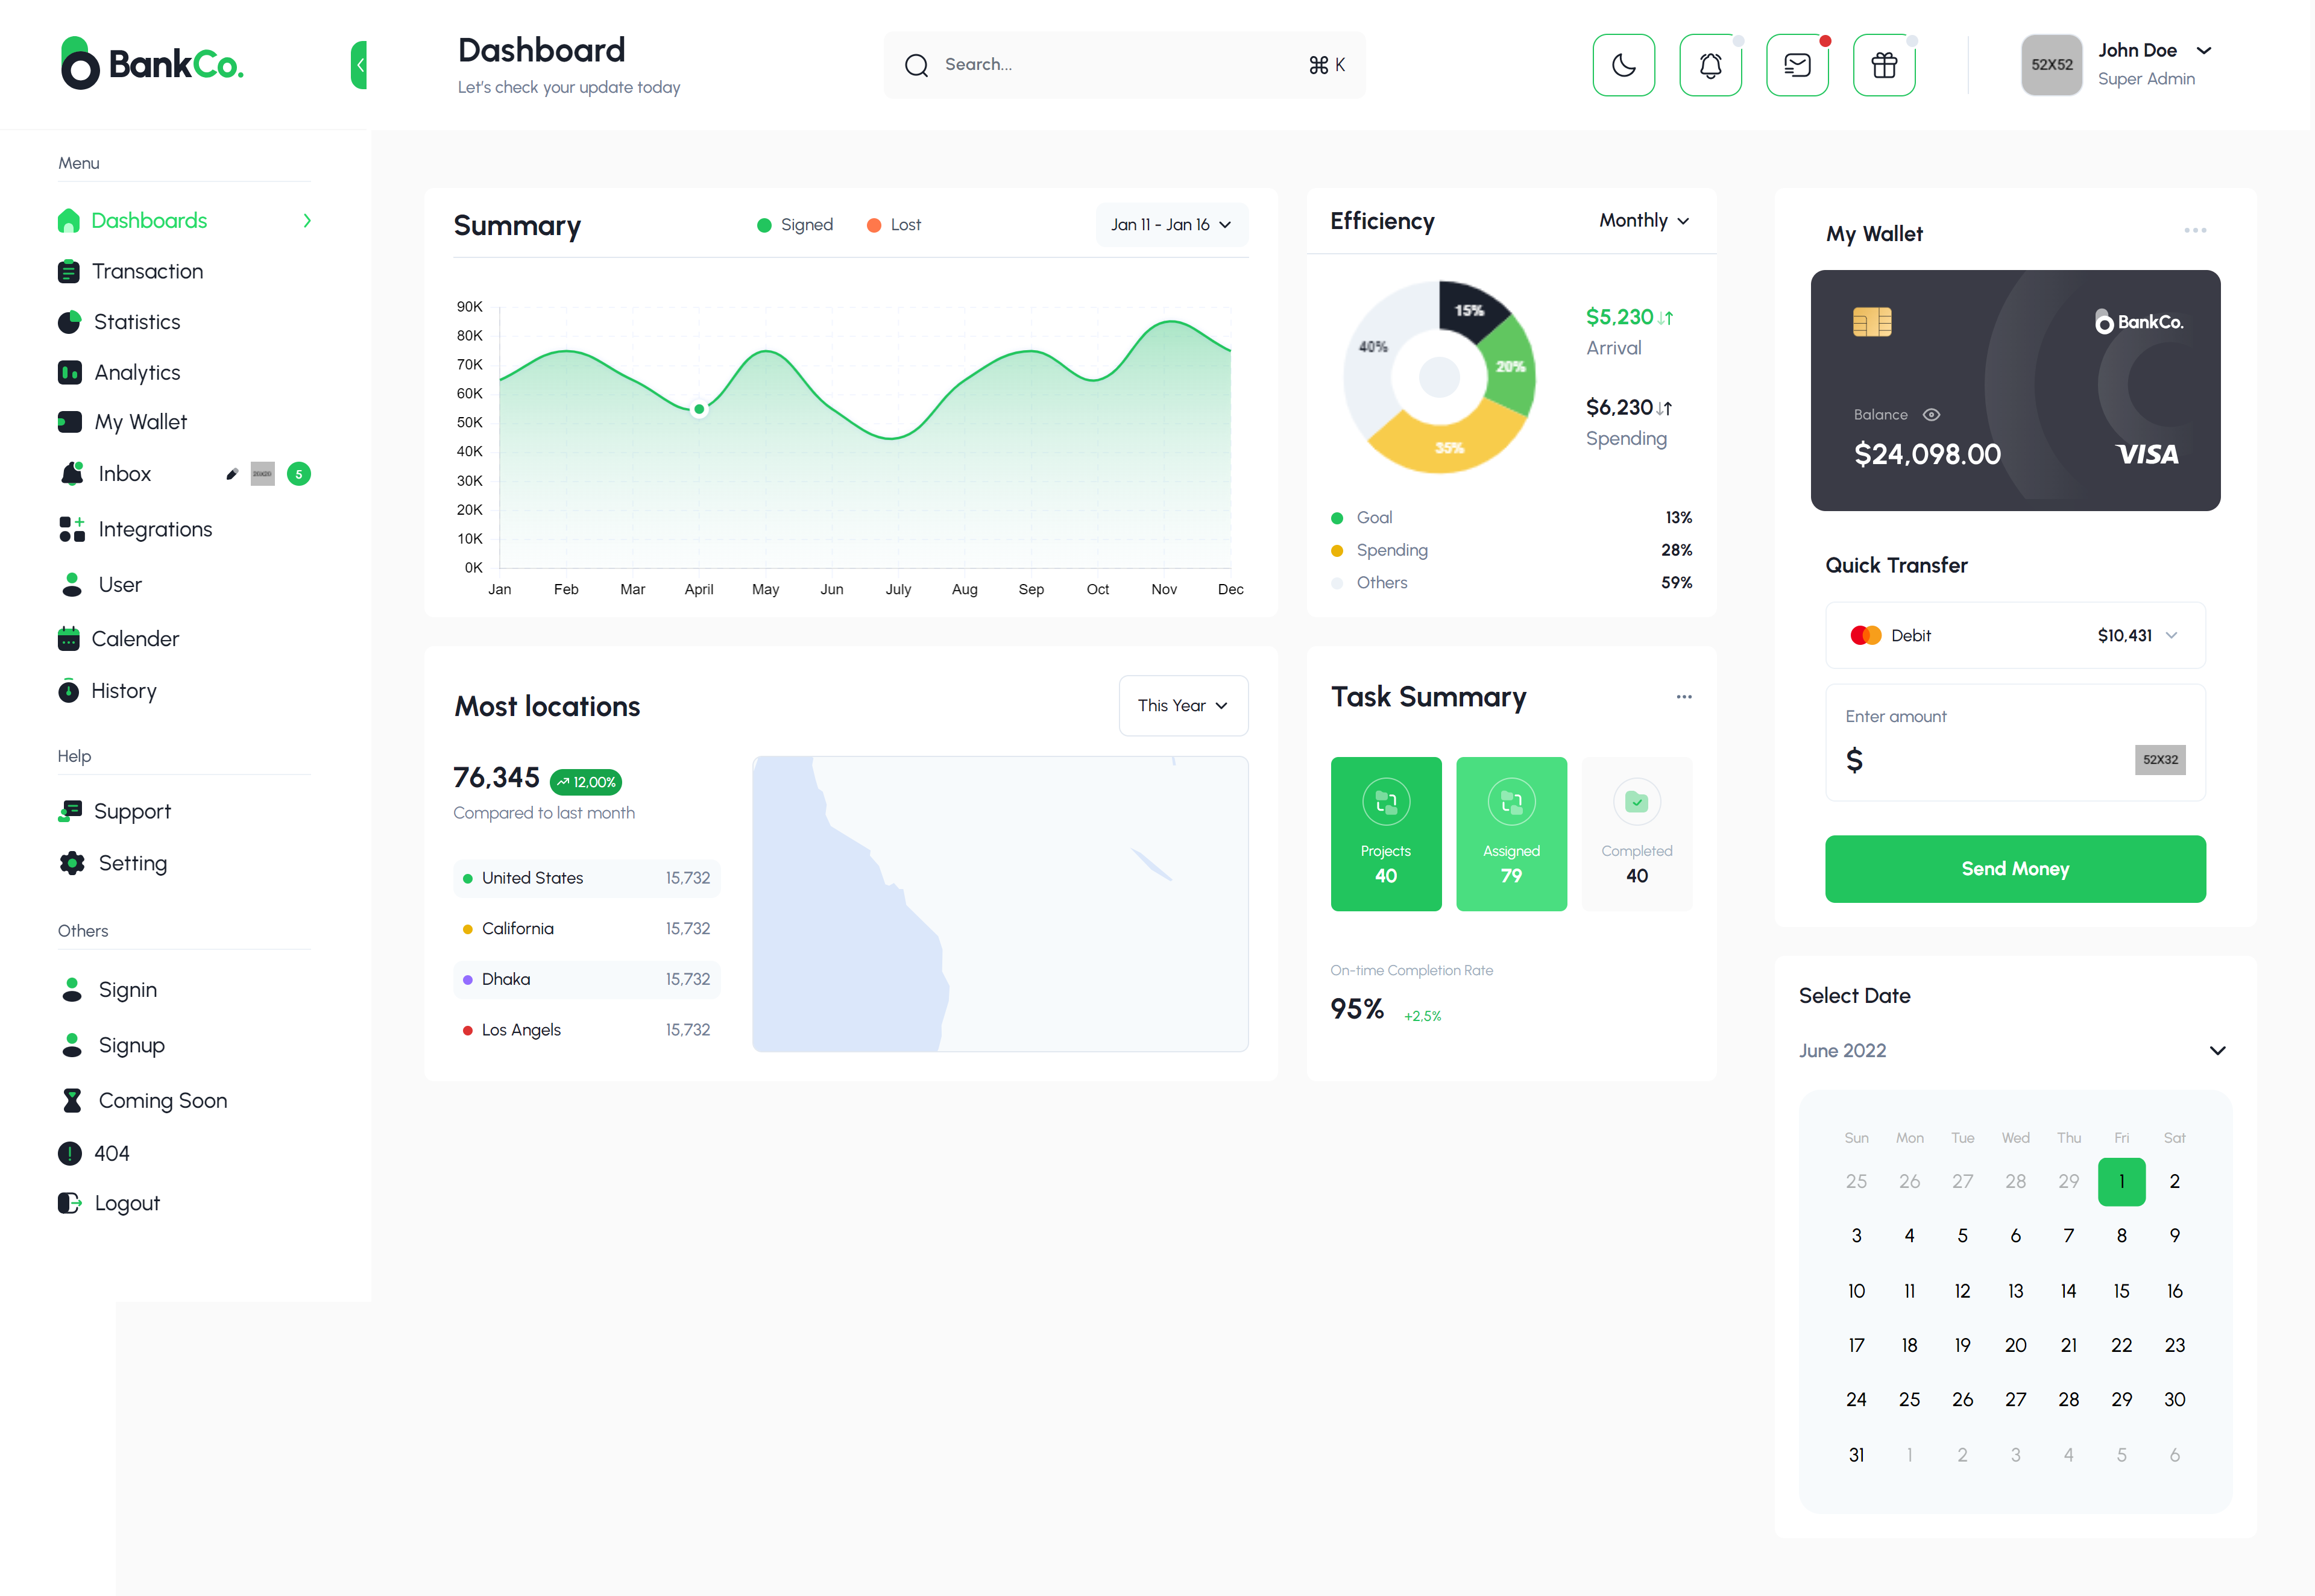 BankCo.
Dashboard
Let's check your update today
Search...
⌘ K
52X52
John Doe
Super Admin
Menu
Dashboards
Transaction
Statistics
Analytics
My Wallet
Inbox
5
Integrations
User
Calender
History
Help
Support
Setting
Others
Signin
Signup
Coming Soon
404
Logout
Summary
Signed
Lost
Jan 11 - Jan 16
90K
80K
70K
60K
50K
40K
30K
20K
10K
0K
Jan Feb Mar April May Jun July Aug Sep Oct Nov Dec
Efficiency
Monthly
15%
20%
35%
40%
$5,230
Arrival
$6,230
Spending
Goal 13%
Spending 28%
Others 59%
Most locations
This Year
76,345
12,00%
Compared to last month
United States 15,732
California 15,732
Dhaka 15,732
Los Angels 15,732
Task Summary
Projects
40
Assigned
79
Completed
40
On-time Completion Rate
95% +2,5%
My Wallet
BankCo.
Balance
$24,098.00
VISA
Quick Transfer
Debit $10,431
Enter amount
$
52X32
Send Money
Select Date
June 2022
Sun Mon Tue Wed Thu Fri Sat
25 26 27 28 29 1 2
3 4 5 6 7 8 9
10 11 12 13 14 15 16
17 18 19 20 21 22 23
24 25 26 27 28 29 30
31 1 2 3 4 5 6